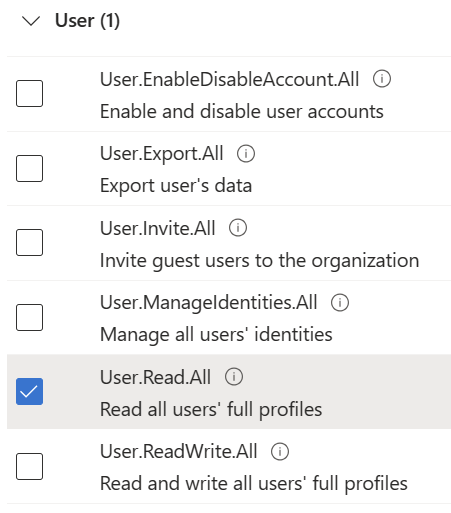 User (1)
User.EnableDisableAccount.All
Enable and disable user accounts
User.Export.All
Export user's data
User.Invite.All
Invite guest users to the organization
User.ManageIdentities.All
Manage all users' identities
User.Read.All
Read all users' full profiles
User.ReadWrite.All
Read and write all users' full profiles